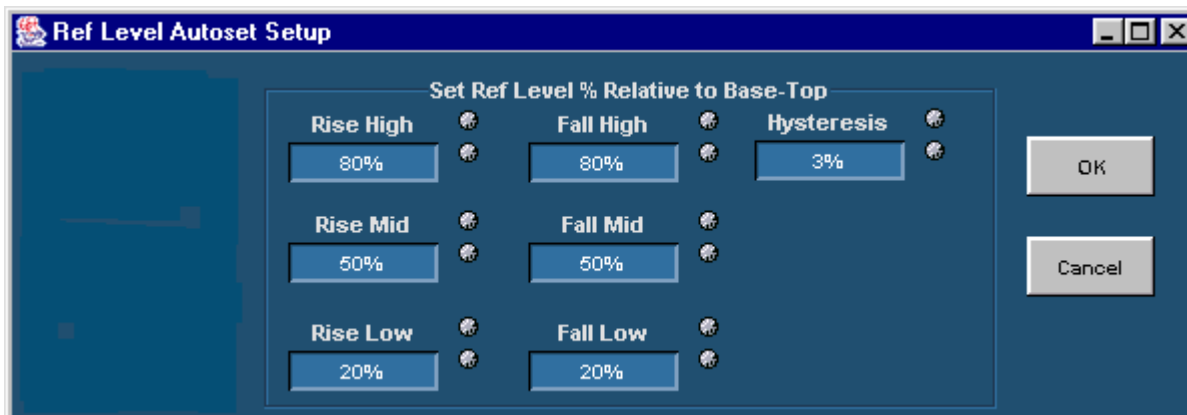 Ref Level Autoset Setup
Set Ref Level % Relative to Base-Top
Rise High Fall High Hysteresis
80% 80% 3%
OK
Rise Mid Fall Mid
50% 50%
Cancel
Rise Low Fall Low
20% 20%